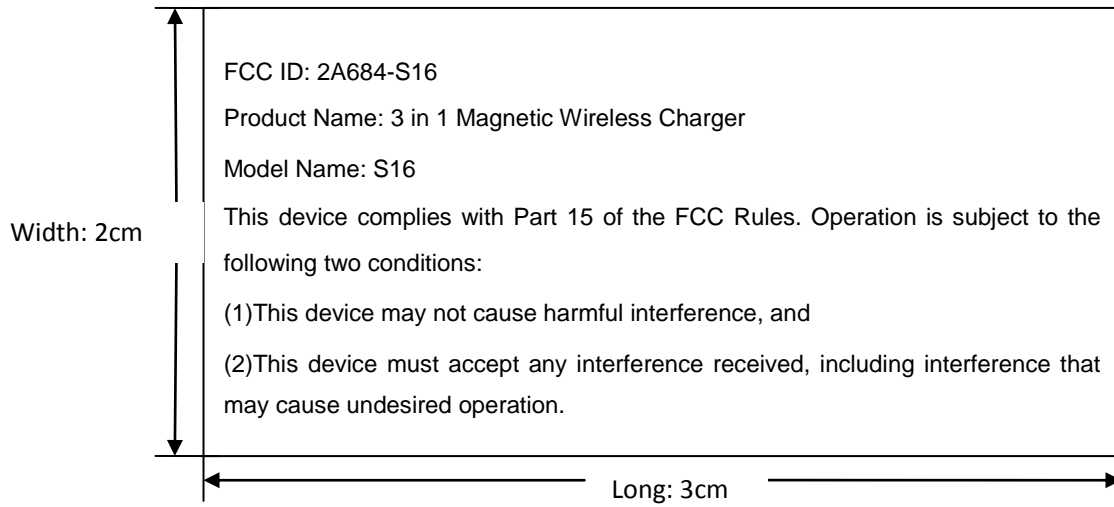 FCC ID: 2A684-S16
Product Name: 3 in 1 Magnetic Wireless Charger
Model Name: S16
This device complies with Part 15 of the FCC Rules. Operation is subject to the
Width: 2cm
following two conditions:
(1)This device may not cause harmful interference, and
(2)This device must accept any interference received, including interference that
may cause undesired operation.
Long: 3cm